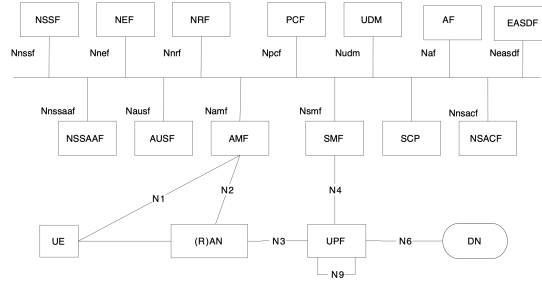 NSSF NEF NRF PCF UDM AF EASDF
Nnssf Nnef Nnrf Npcf Nudm Naf Neasdf
Nnssaaf Nausf Namf Nsmf Nnsacf
NSSAAF AUSF AMF SMF SCP NSACF
N1 N2 N4
UE (R)AN N3 UPF N6 DN
N9